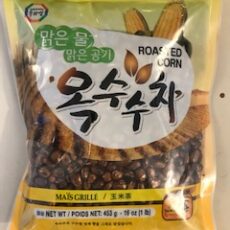 맑은 물
맑은 공기
ROASTED
CORN
옥수수차
MAÏS GRILLE / 玉米茶
NET WT / POIDS NET: 453 g - 16 oz (1 lb)